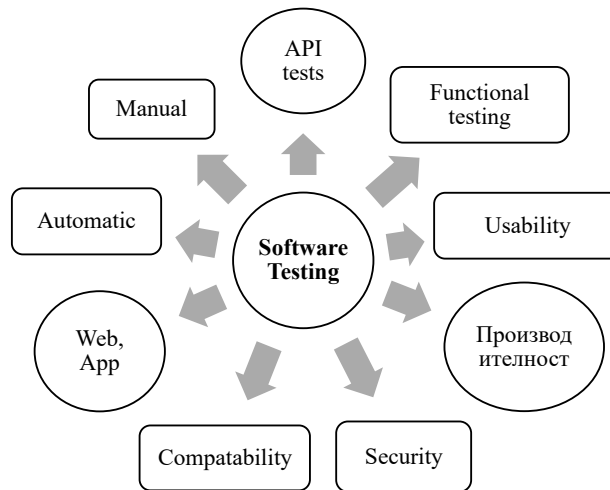 API
tests
Manual
Functional
testing
Automatic
Software
Testing
Usability
Web,
App
Производ
ителност
Compatability
Security